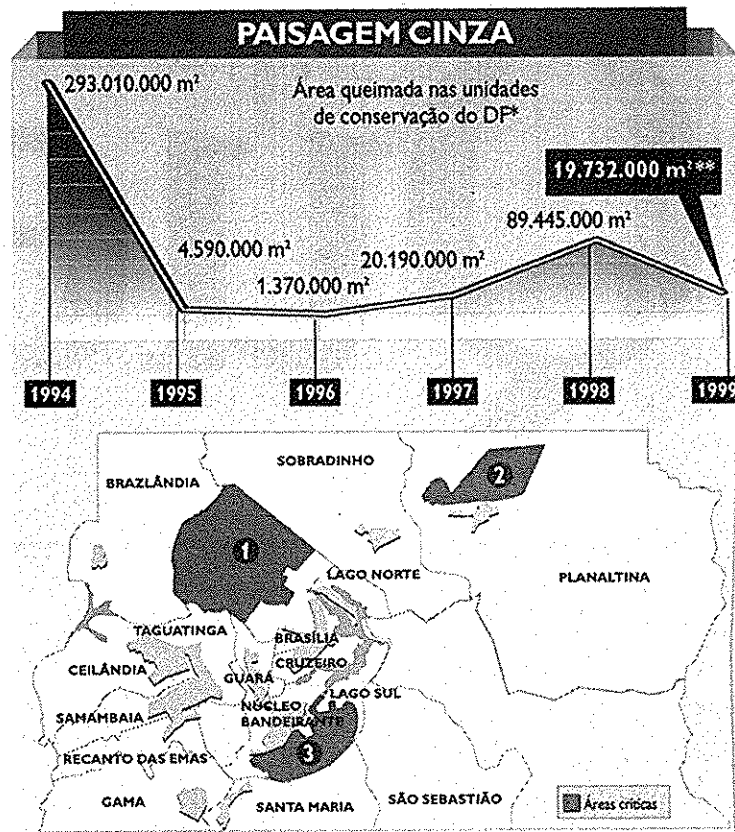 PAISAGEM CINZA
293.010.000 m²
Área queimada nas unidades
de conservação do DF*
19.732.000 m²**
89.445.000 m²
4.590.000 m²
20.190.000 m²
1.370.000 m²
1994
1995
1996
1997
1998
1999
SOBRADINHO
2
BRAZLÂNDIA
1
LAGO NORTE
PLANALTINA
TAGUATINGA
BRASÍLIA
CEILÂNDIA
CRUZEIRO
GUARÁ
LAGO SUL
NÚCLEO
BANDEIRANTE
SAMAMBAIA
3
RECANTO DAS EMAS
GAMA
SANTA MARIA
SÃO SEBASTIÃO
Áreas críticas